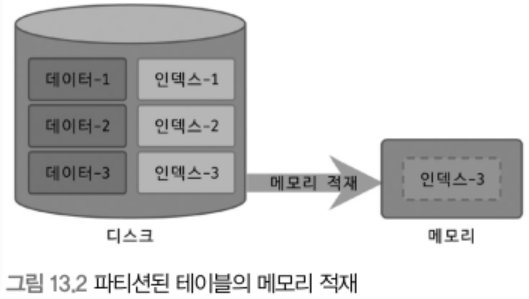 데이터-1 인덱스-1
데이터-2 인덱스-2
데이터-3 인덱스-3
메모리 적재
인덱스-3
디스크
메모리
그림 13.2 파티션된 테이블의 메모리 적재